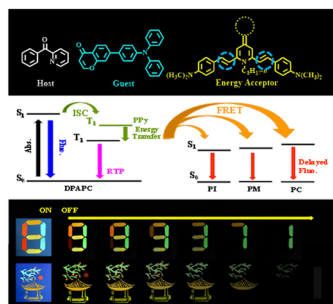 Host
Guest
Energy Acceptor
N
O
O
O
N
N
(H₃C)₂N
N(CH₃)₂
S₁
ISC
T₁
PPy
Energy
Transfer
T₁
FRET
Abs.
Fluo.
RTP
S₁
Delayed
Fluo.
S₀
S₀
DPAPC
PI
PM
PC
ON
OFF